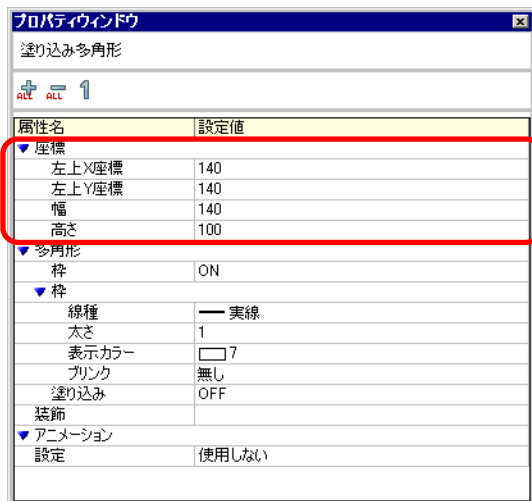 プロパティウィンドウ
塗り込み多角形
ALL ALL 1
属性名 設定値
座標
左上X座標 140
左上Y座標 140
幅 140
高さ 100
多角形
枠 ON
枠
線種 実線
太さ 1
表示カラー 7
ブリンク 無し
塗り込み OFF
装飾
アニメーション
設定 使用しない